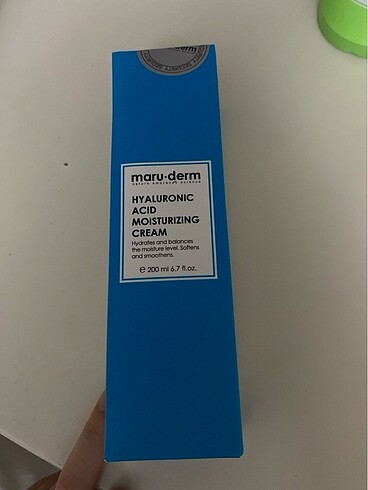 maru·derm
nature embraces science
HYALURONIC
ACID
MOISTURIZING
CREAM
Hydrates and balances
the moisture level. Softens
and smoothens.
e 200 ml 6.7 fl.oz.